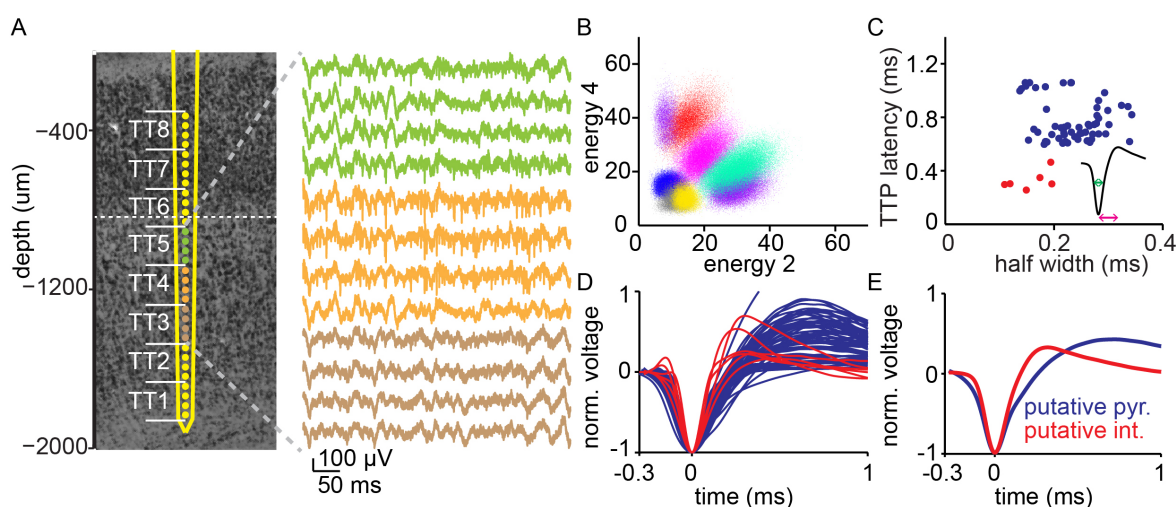 A
depth (um)
−400
−1200
−2000
TT8
TT7
TT6
TT5
TT4
TT3
TT2
TT1
100 µV
50 ms
B
energy 4
60
40
20
0
0
20
40
60
energy 2
C
TTP latency (ms)
1.2
0.8
0.4
0
0
0.2
0.4
half width (ms)
D
norm. voltage
1
0
-1
-0.3
0
1
time (ms)
E
norm. voltage
1
0
-1
putative pyr.
putative int.
-0.3
0
1
time (ms)